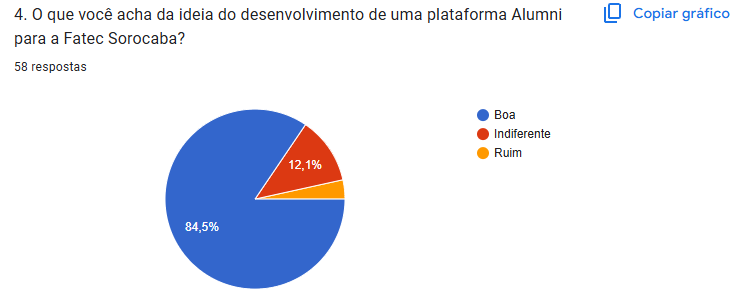 4. O que você acha da ideia do desenvolvimento de uma plataforma Alumni
para a Fatec Sorocaba?
Copiar gráfico
58 respostas
Boa
Indiferente
Ruim
12,1%
84,5%